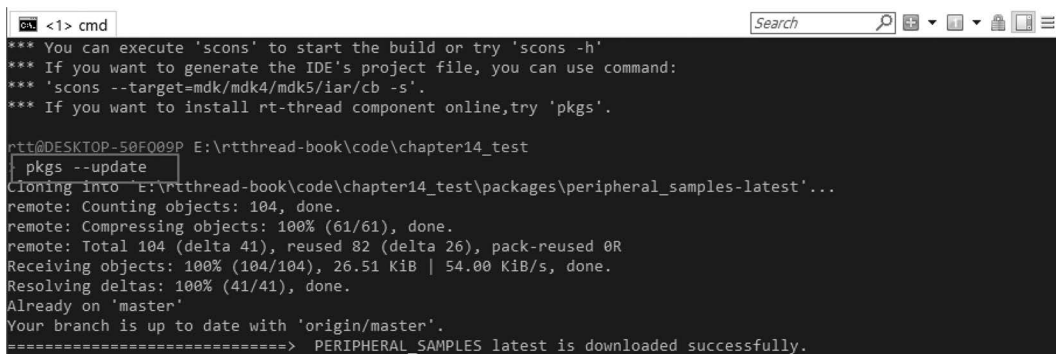 <1> cmd
Search
*** You can execute 'scons' to start the build or try 'scons -h'
*** If you want to generate the IDE's project file, you can use command:
*** 'scons --target=mdk/mdk4/mdk5/iar/cb -s'.
*** If you want to install rt-thread component online,try 'pkgs'.
rtt@DESKTOP-50FQ09P E:\rtthread-book\code\chapter14_test
> pkgs --update
Cloning into 'E:\rtthread-book\code\chapter14_test\packages\peripheral_samples-latest'...
remote: Counting objects: 104, done.
remote: Compressing objects: 100% (61/61), done.
remote: Total 104 (delta 41), reused 82 (delta 26), pack-reused 0R
Receiving objects: 100% (104/104), 26.51 KiB | 54.00 KiB/s, done.
Resolving deltas: 100% (41/41), done.
Already on 'master'
Your branch is up to date with 'origin/master'.
==============================> PERIPHERAL_SAMPLES latest is downloaded successfully.